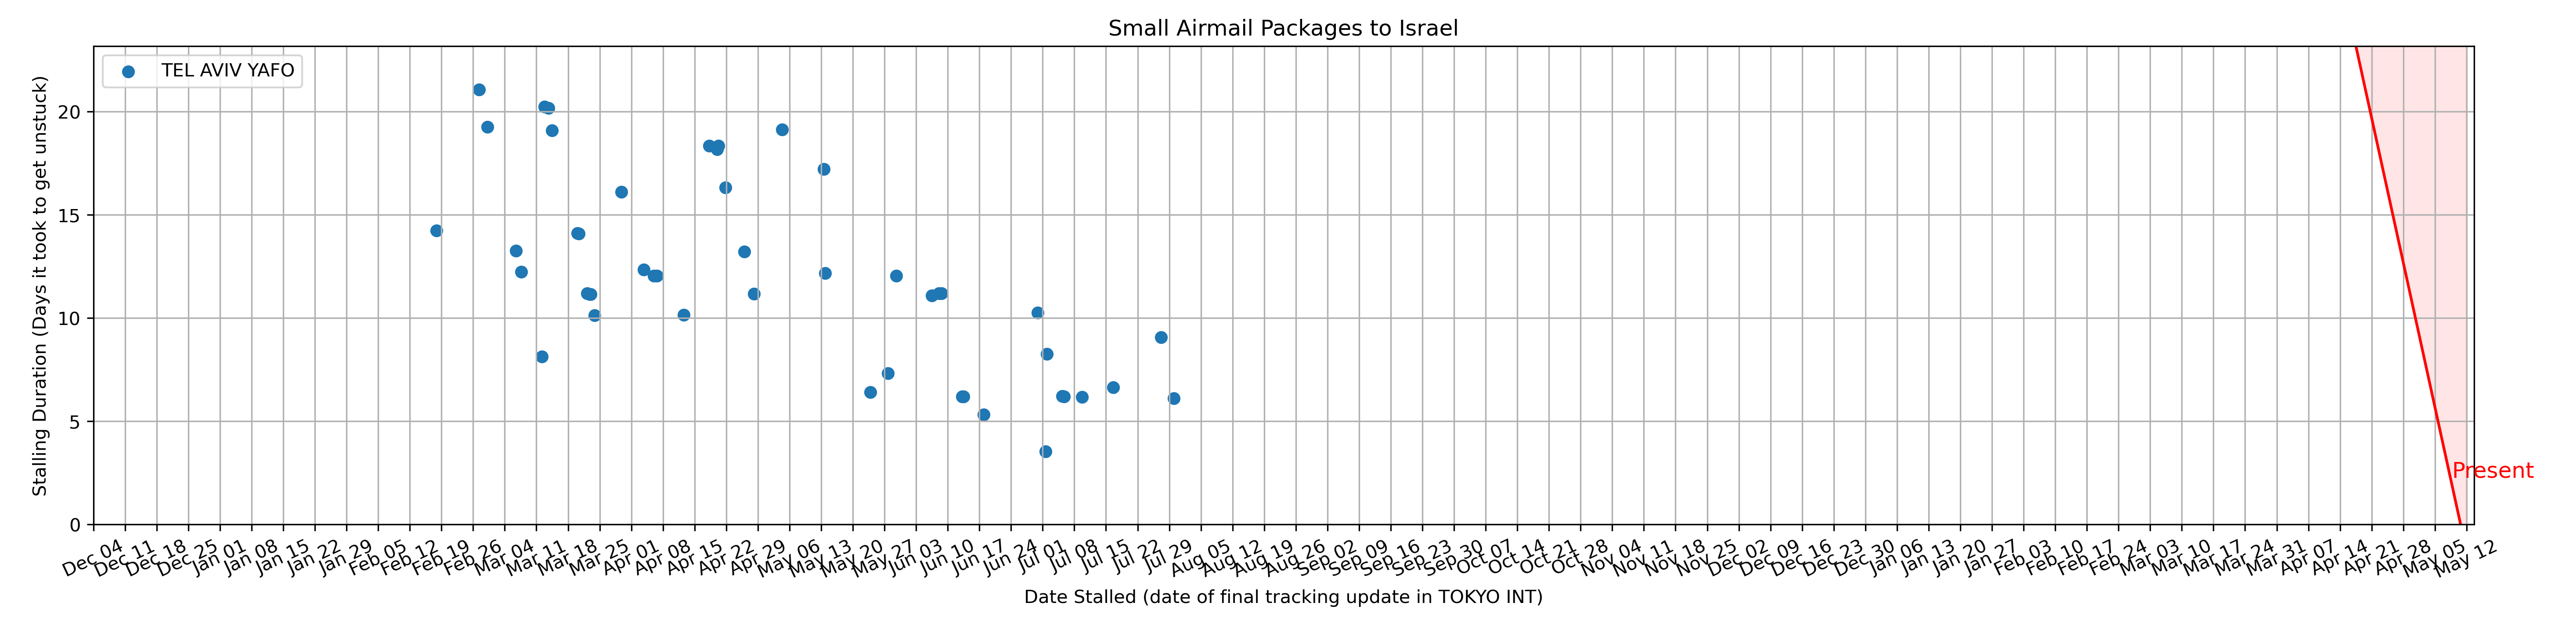 Small Airmail Packages to Israel
TEL AVIV YAFO
Stalling Duration (Days it took to get unstuck)
20
15
10
5
0
Present
Dec 04
Dec 11
Dec 18
Dec 25
Jan 01
Jan 08
Jan 15
Jan 22
Jan 29
Feb 05
Feb 12
Feb 19
Feb 26
Mar 04
Mar 11
Mar 18
Mar 25
Apr 01
Apr 08
Apr 15
Apr 22
Apr 29
May 06
May 13
May 20
May 27
Jun 03
Jun 10
Jun 17
Jun 24
Jul 01
Jul 08
Jul 15
Jul 22
Jul 29
Aug 05
Aug 12
Aug 19
Aug 26
Sep 02
Sep 09
Sep 16
Sep 23
Sep 30
Oct 07
Oct 14
Oct 21
Oct 28
Nov 04
Nov 11
Nov 18
Nov 25
Dec 02
Dec 09
Dec 16
Dec 23
Dec 30
Jan 06
Jan 13
Jan 20
Jan 27
Feb 03
Feb 10
Feb 17
Feb 24
Mar 03
Mar 10
Mar 17
Mar 24
Mar 31
Apr 07
Apr 14
Apr 21
Apr 28
May 05
May 12
Date Stalled (date of final tracking update in TOKYO INT)